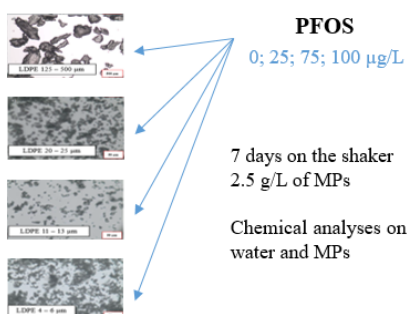 LDPE 125 – 500 µm
LDPE 20 – 25 µm
LDPE 11 – 13 µm
LDPE 4 – 6 µm
PFOS
0; 25; 75; 100 µg/L
7 days on the shaker
2.5 g/L of MPs
Chemical analyses on
water and MPs